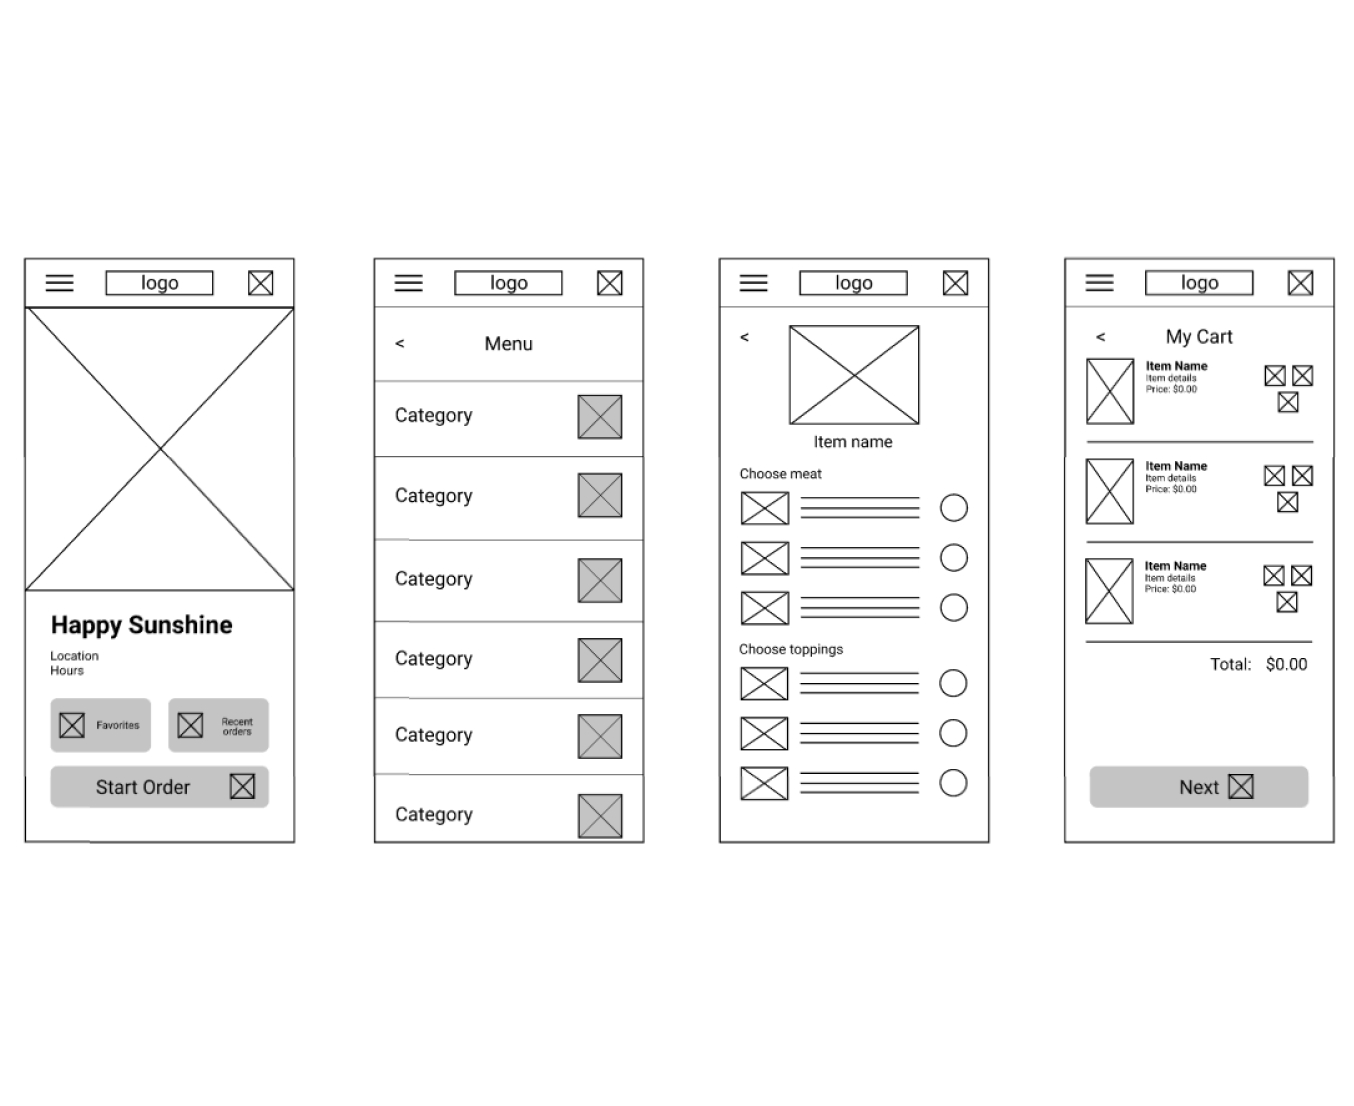 logo
Happy Sunshine
Location
Hours
Favorites
Recent
orders
Start Order
logo
<
Menu
Category
Category
Category
Category
Category
Category
logo
<
Item name
Choose meat
Choose toppings
logo
<
My Cart
Item Name
Item details
Price: $0.00
Item Name
Item details
Price: $0.00
Item Name
Item details
Price: $0.00
Total: $0.00
Next